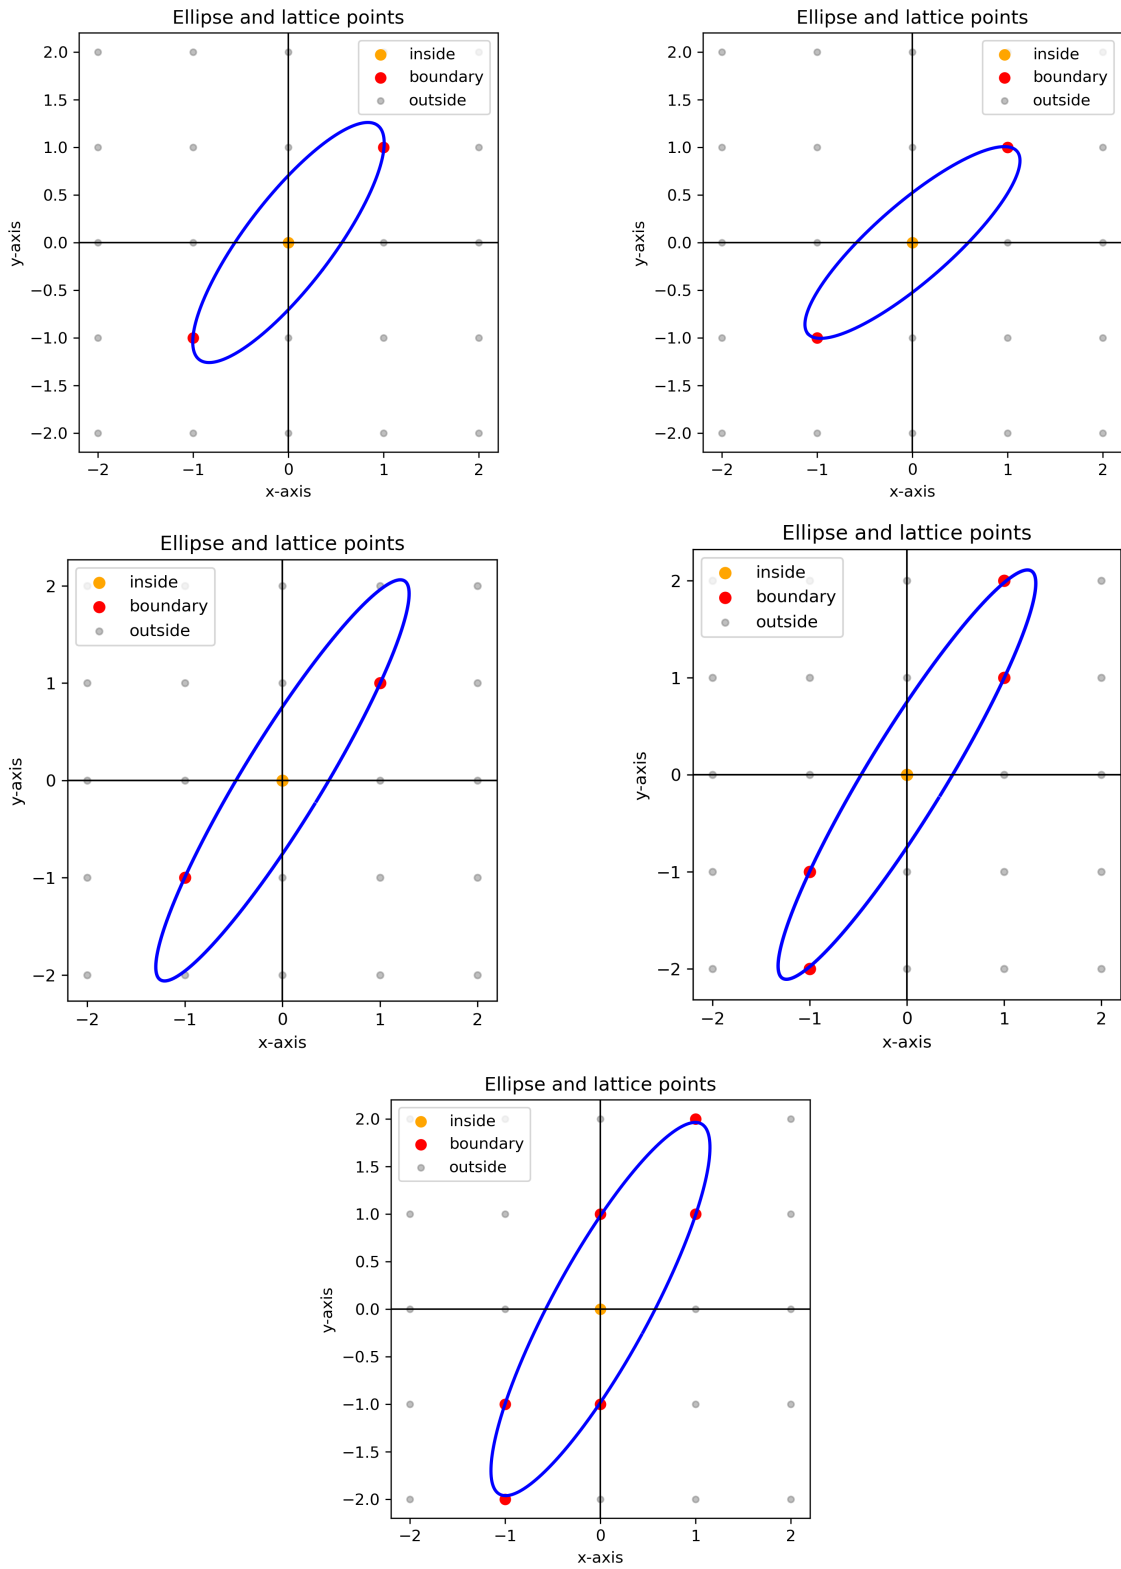 Ellipse and lattice points
inside
boundary
outside
2.0
1.5
1.0
0.5
0.0
−0.5
−1.0
−1.5
−2.0
y-axis
−2 −1 0 1 2
x-axis
Ellipse and lattice points
inside
boundary
outside
2.0
1.5
1.0
0.5
0.0
−0.5
−1.0
−1.5
−2.0
y-axis
−2 −1 0 1 2
x-axis
Ellipse and lattice points
inside
boundary
outside
2
1
0
−1
−2
y-axis
−2 −1 0 1 2
x-axis
Ellipse and lattice points
inside
boundary
outside
2
1
0
−1
−2
y-axis
−2 −1 0 1 2
x-axis
Ellipse and lattice points
inside
boundary
outside
2.0
1.5
1.0
0.5
0.0
−0.5
−1.0
−1.5
−2.0
y-axis
−2 −1 0 1 2
x-axis